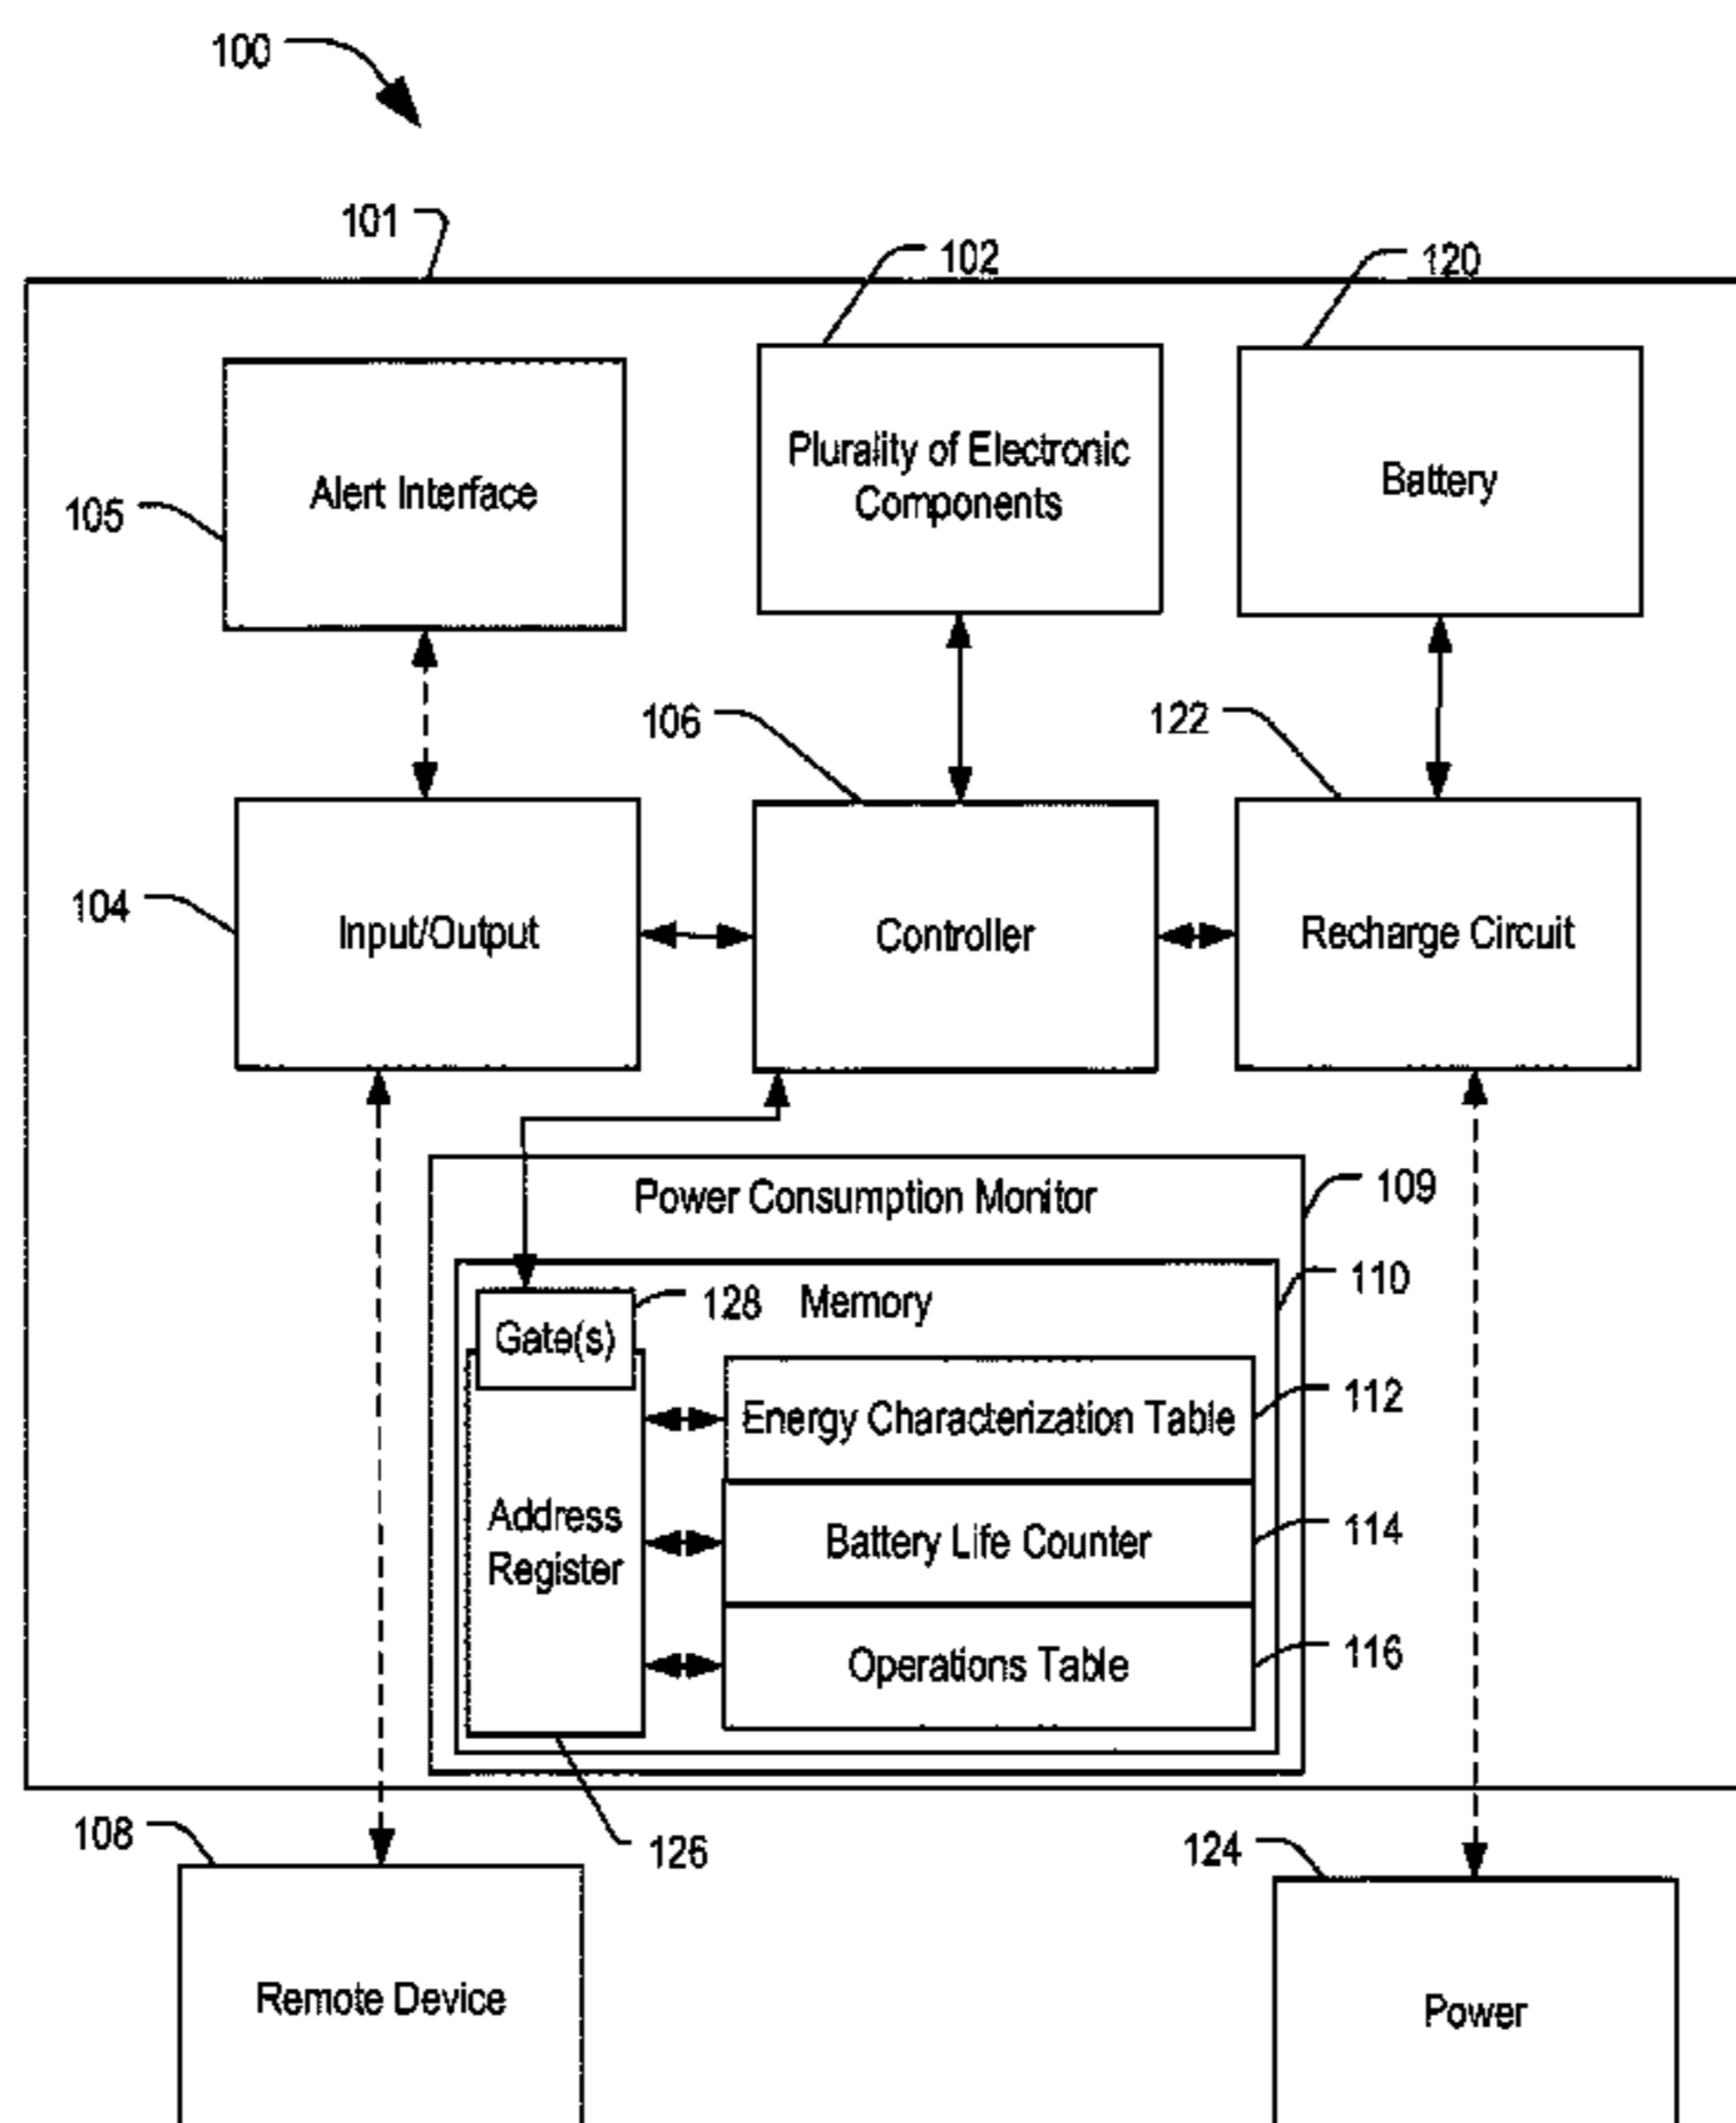 100
101
102
120
Alert Interface
Plurality of Electronic
Components
Battery
105
106
122
104
Input/Output
Controller
Recharge Circuit
Power Consumption Monitor
109
110
128
Memory
Gate(s)
Energy Characterization Table
112
Address
Register
Battery Life Counter
114
Operations Table
116
108
126
124
Remote Device
Power